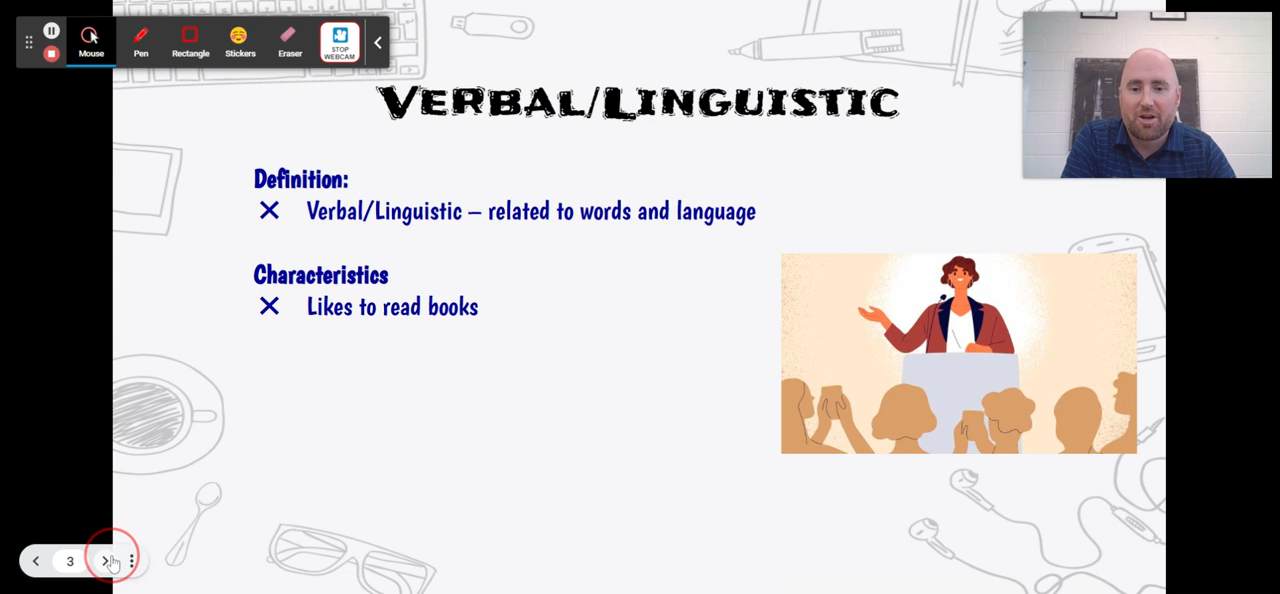 Mouse
Pen
Rectangle
Stickers
Eraser
STOP
WEBCAM
VERBAL/LINGUISTIC
Definition:
✕ Verbal/Linguistic – related to words and language
Characteristics
✕ Likes to read books
3